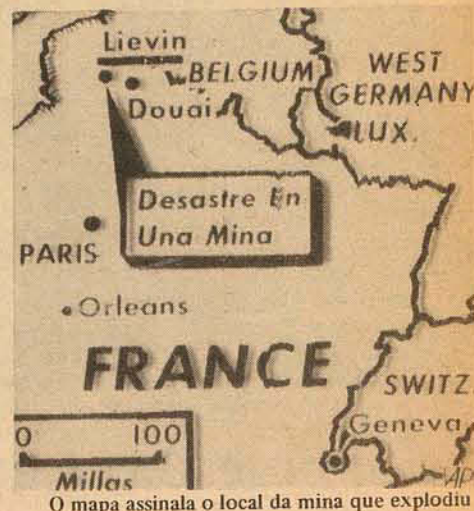 Lievin
BELGIUM
WEST
GERMANY
Douai
LUX.
Desastre En
Una Mina
PARIS
Orleans
FRANCE
SWITZ
Geneva
0 100
Millas
AP
O mapa assinala o local da mina que explodiu